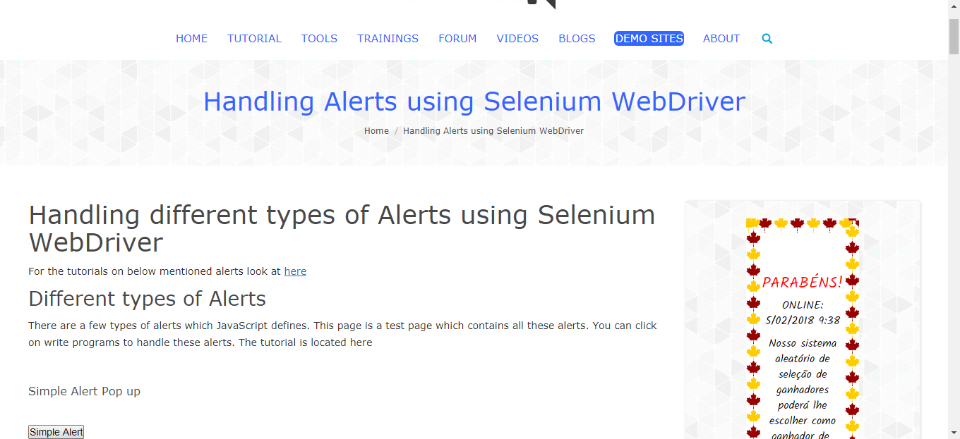 HOME TUTORIAL TOOLS TRAININGS FORUM VIDEOS BLOGS DEMO SITES ABOUT
Handling Alerts using Selenium WebDriver
Home / Handling Alerts using Selenium WebDriver
Handling different types of Alerts using Selenium
WebDriver
For the tutorials on below mentioned alerts look at here
Different types of Alerts
There are a few types of alerts which JavaScript defines. This page is a test page which contains all these alerts. You can click
on write programs to handle these alerts. The tutorial is located here
Simple Alert Pop up
Simple Alert
PARABÉNS!
ONLINE:
5/02/2018 9:38
Nosso sistema
aleatório de
seleção de
ganhadores
poderá lhe
escolher como
ganhador de